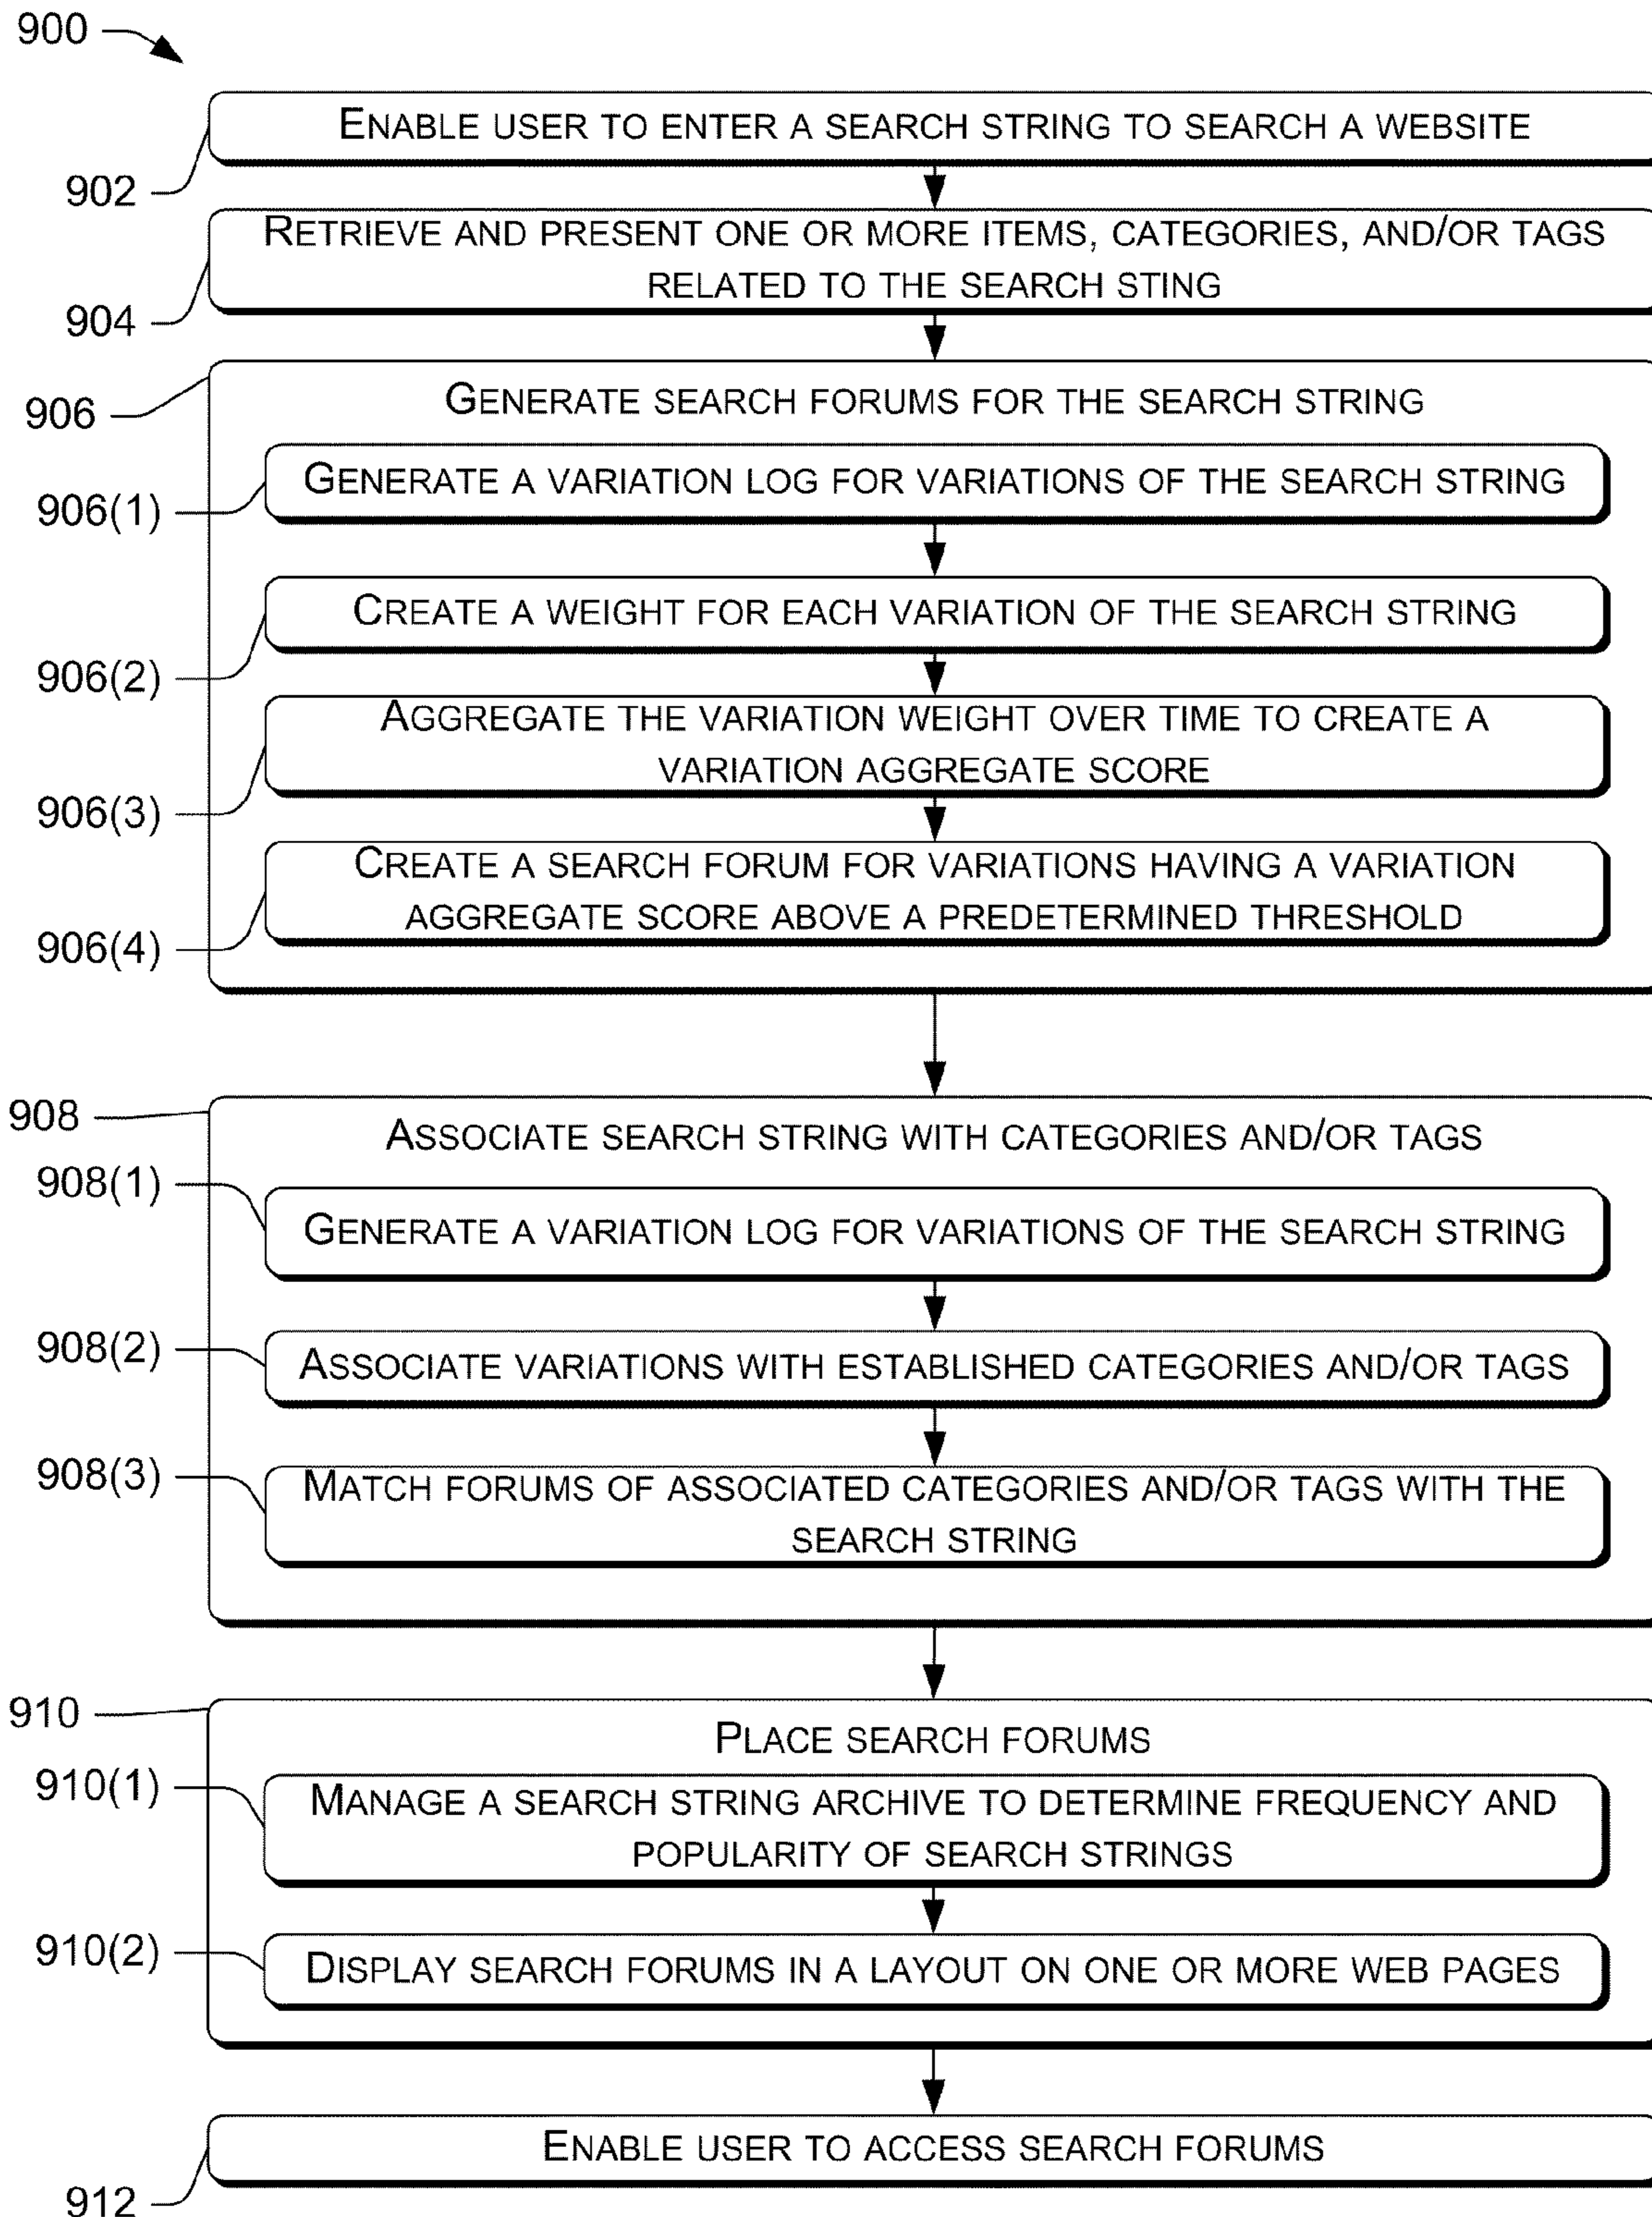 900
ENABLE USER TO ENTER A SEARCH STRING TO SEARCH A WEBSITE
902
RETRIEVE AND PRESENT ONE OR MORE ITEMS, CATEGORIES, AND/OR TAGS
RELATED TO THE SEARCH STING
904
GENERATE SEARCH FORUMS FOR THE SEARCH STRING
906
GENERATE A VARIATION LOG FOR VARIATIONS OF THE SEARCH STRING
906(1)
CREATE A WEIGHT FOR EACH VARIATION OF THE SEARCH STRING
906(2)
AGGREGATE THE VARIATION WEIGHT OVER TIME TO CREATE A
VARIATION AGGREGATE SCORE
906(3)
CREATE A SEARCH FORUM FOR VARIATIONS HAVING A VARIATION
AGGREGATE SCORE ABOVE A PREDETERMINED THRESHOLD
906(4)
908
ASSOCIATE SEARCH STRING WITH CATEGORIES AND/OR TAGS
908(1)
GENERATE A VARIATION LOG FOR VARIATIONS OF THE SEARCH STRING
908(2)
ASSOCIATE VARIATIONS WITH ESTABLISHED CATEGORIES AND/OR TAGS
908(3)
MATCH FORUMS OF ASSOCIATED CATEGORIES AND/OR TAGS WITH THE
SEARCH STRING
910
PLACE SEARCH FORUMS
910(1)
MANAGE A SEARCH STRING ARCHIVE TO DETERMINE FREQUENCY AND
POPULARITY OF SEARCH STRINGS
910(2)
DISPLAY SEARCH FORUMS IN A LAYOUT ON ONE OR MORE WEB PAGES
ENABLE USER TO ACCESS SEARCH FORUMS
912